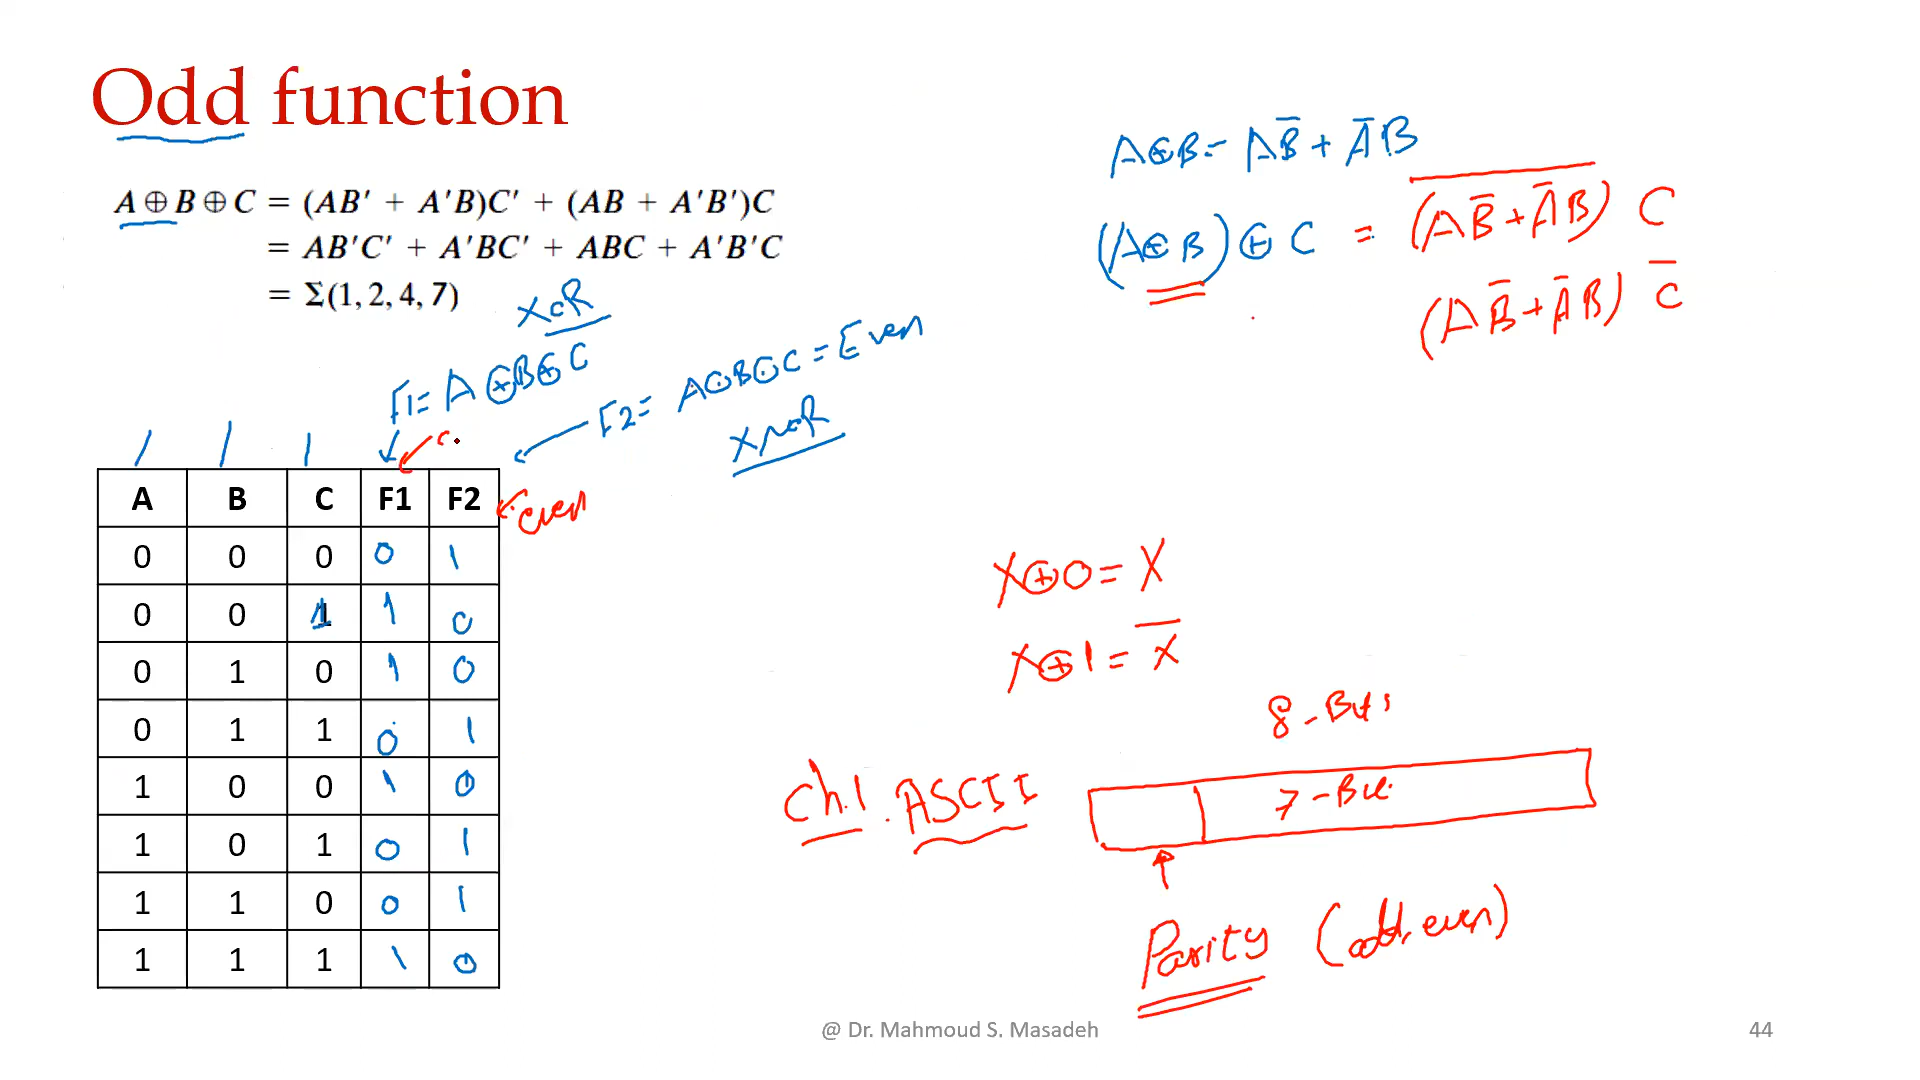 Odd function
A ⊕ B ⊕ C = (AB' + A'B)C' + (AB + A'B')C
= AB'C' + A'BC' + ABC + A'B'C
= Σ(1, 2, 4, 7)
A⊕B = AB̅ + A̅B
(A⊕B) ⊕ C = (AB̅ + A̅B)̅ C
(AB̅ + A̅B) C̅
XOR
F1 = A⊕B⊕C
F2 = A⊙B⊙C = Even
XNOR
A B C F1 F2
even
0 0 0 0 1
0 0 1 1 0
0 1 0 1 0
0 1 1 0 1
1 0 0 1 0
1 0 1 0 1
1 1 0 0 1
1 1 1 1 0
X⊕0 = X
X⊕1 = X̅
8-Bits
Ch.1. ASCII
7-Bit
Parity (odd, even)
@ Dr. Mahmoud S. Masadeh
44